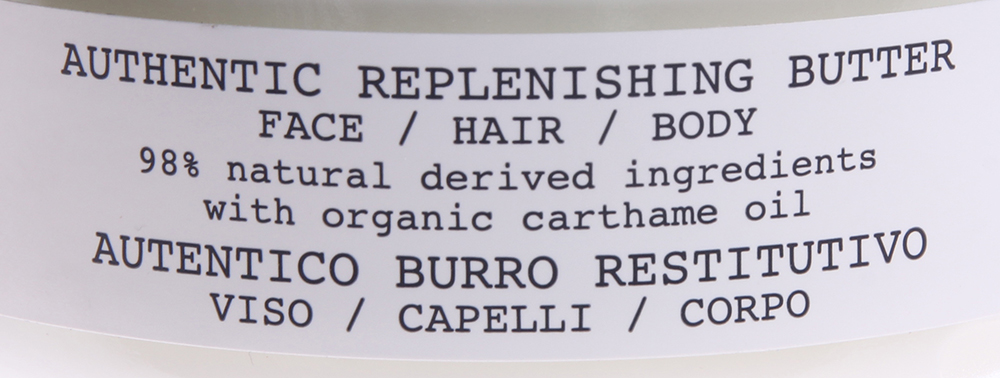 AUTHENTIC REPLENISHING BUTTER
FACE / HAIR / BODY
98% natural derived ingredients
with organic carthame oil
AUTENTICO BURRO RESTITUTIVO
VISO / CAPELLI / CORPO